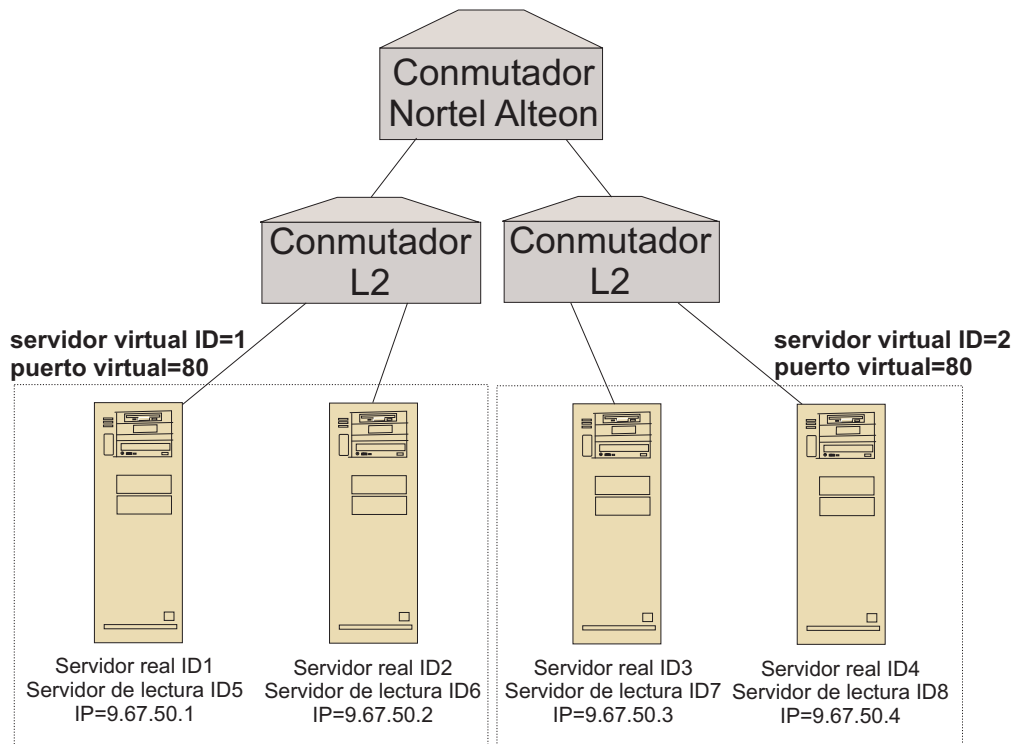 Conmutador
Nortel Alteon
Conmutador
L2
Conmutador
L2
servidor virtual ID=1
puerto virtual=80
servidor virtual ID=2
puerto virtual=80
Servidor real ID1
Servidor de lectura ID5
IP=9.67.50.1
Servidor real ID2
Servidor de lectura ID6
IP=9.67.50.2
Servidor real ID3
Servidor de lectura ID7
IP=9.67.50.3
Servidor real ID4
Servidor de lectura ID8
IP=9.67.50.4